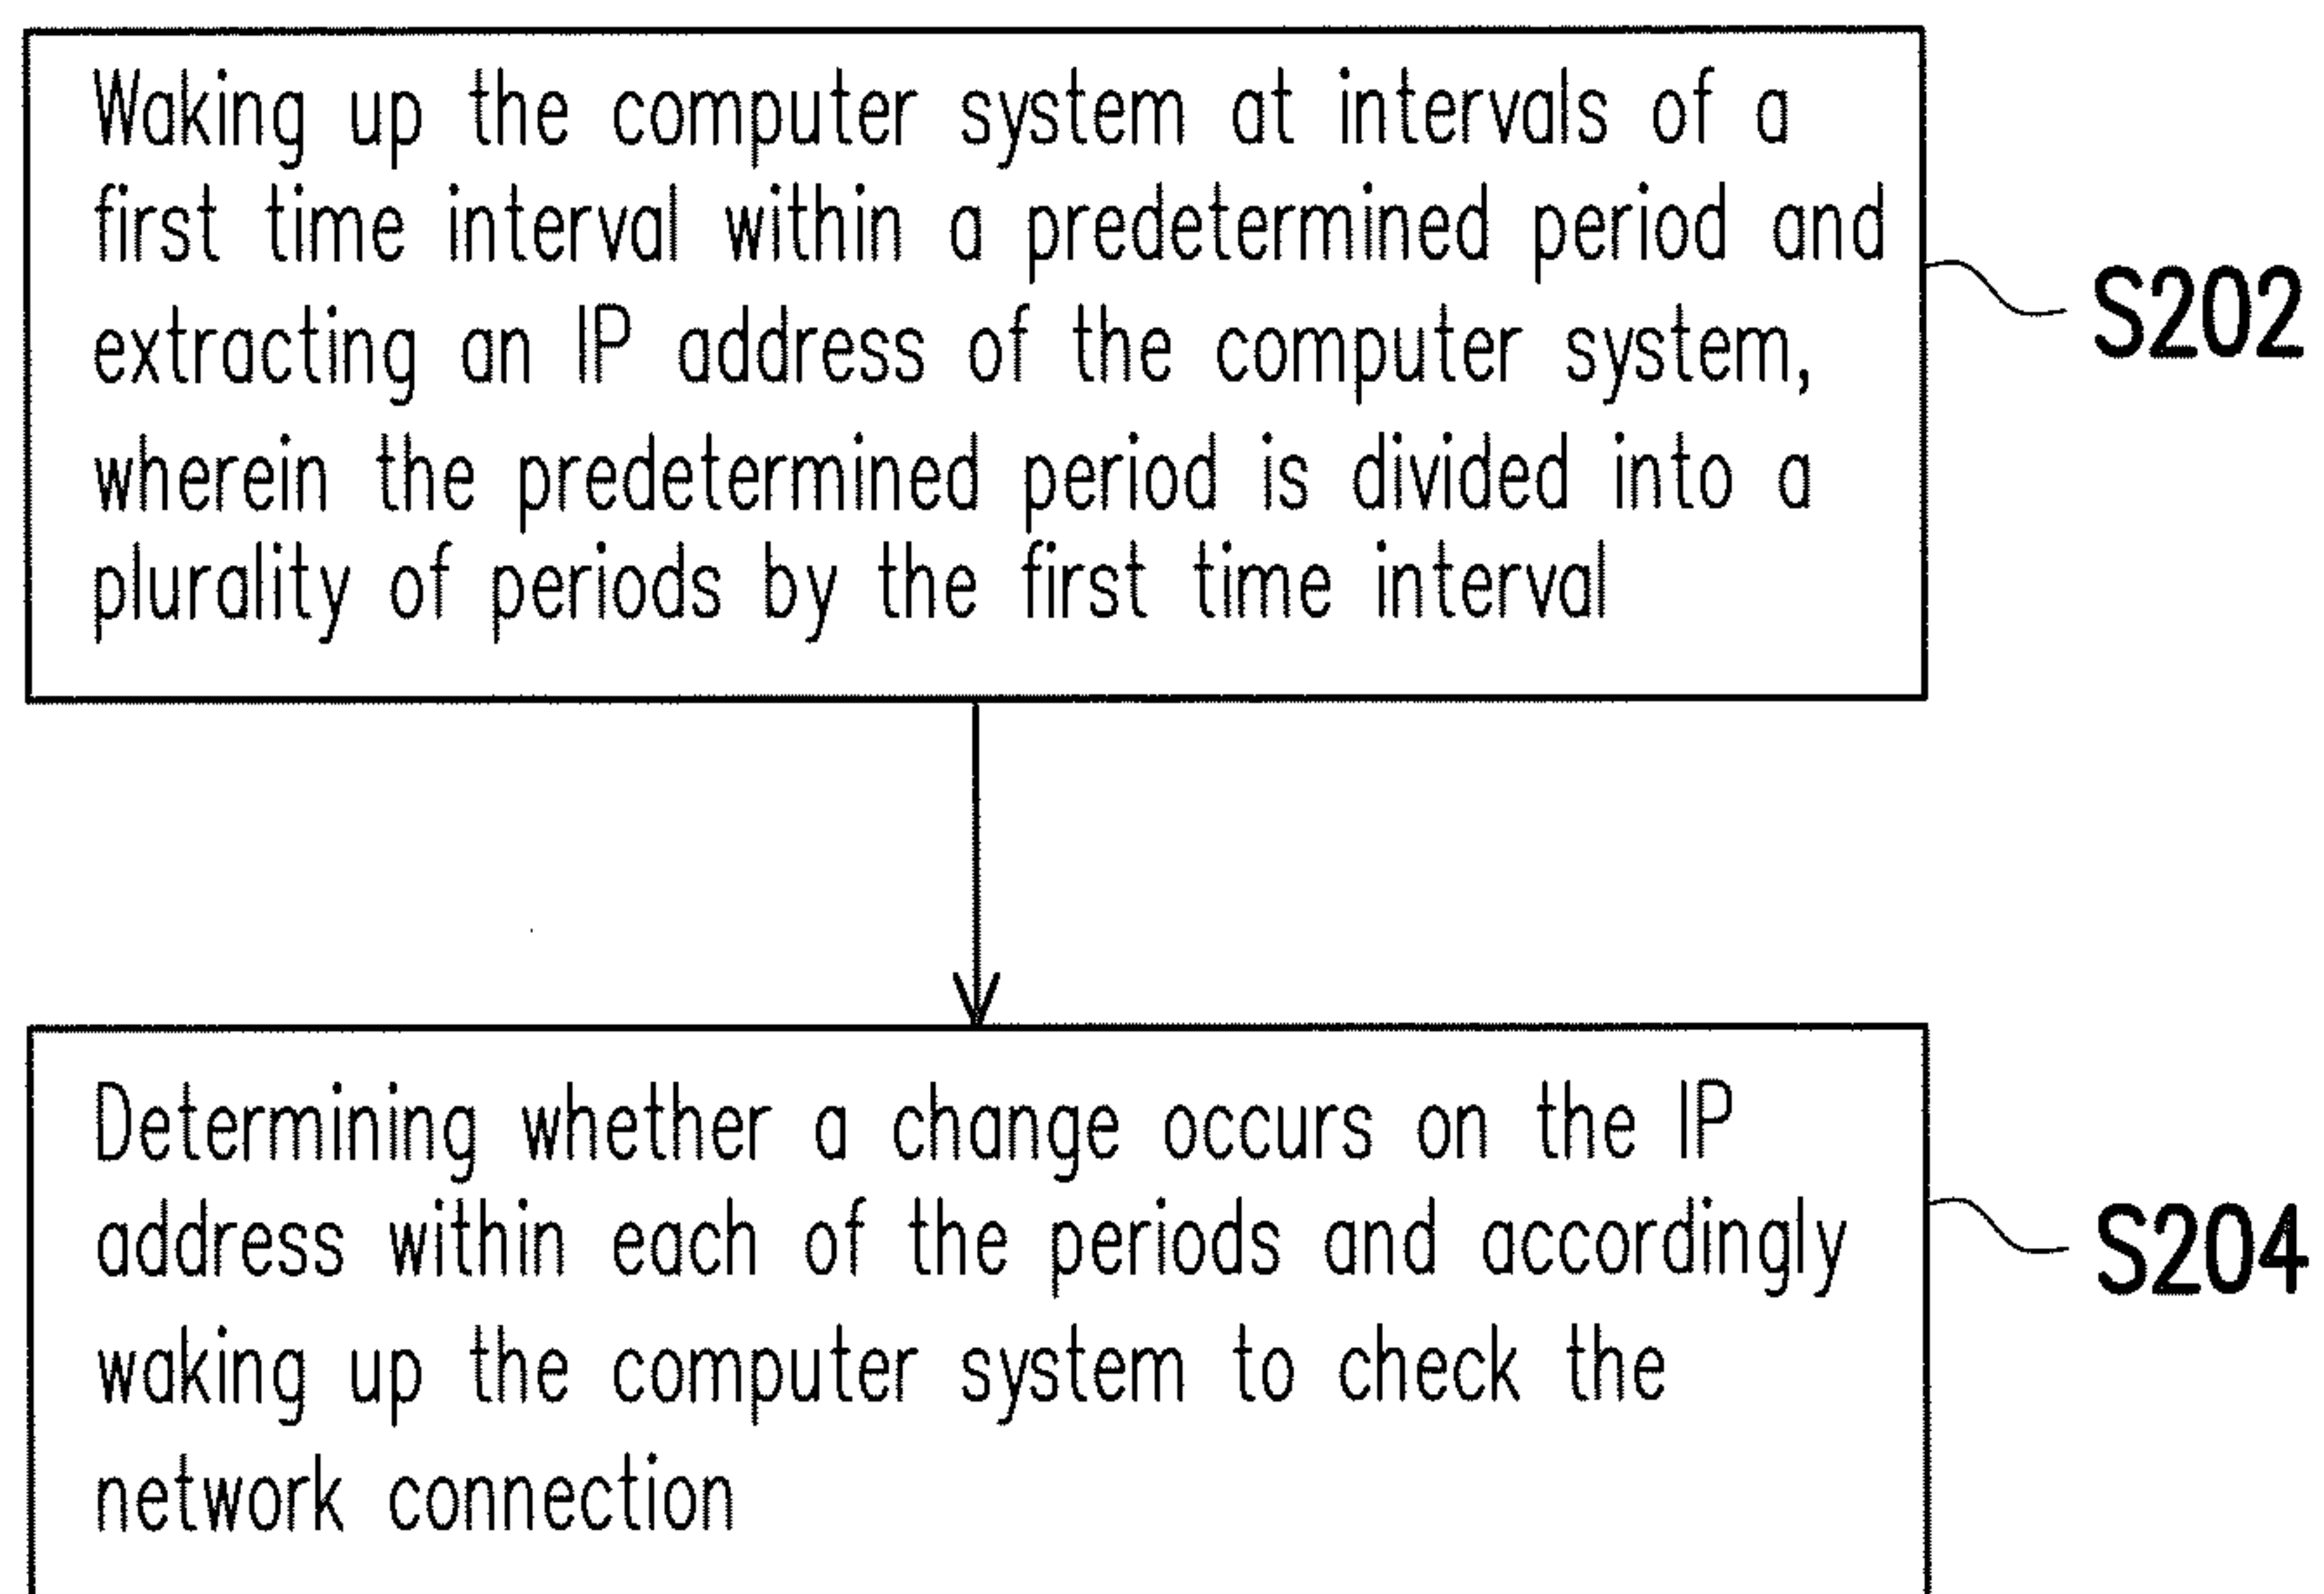 Waking up the computer system at intervals of a
first time interval within a predetermined period and
extracting an IP address of the computer system,
wherein the predetermined period is divided into a
plurality of periods by the first time interval
S202
Determining whether a change occurs on the IP
address within each of the periods and accordingly
waking up the computer system to check the
network connection
S204